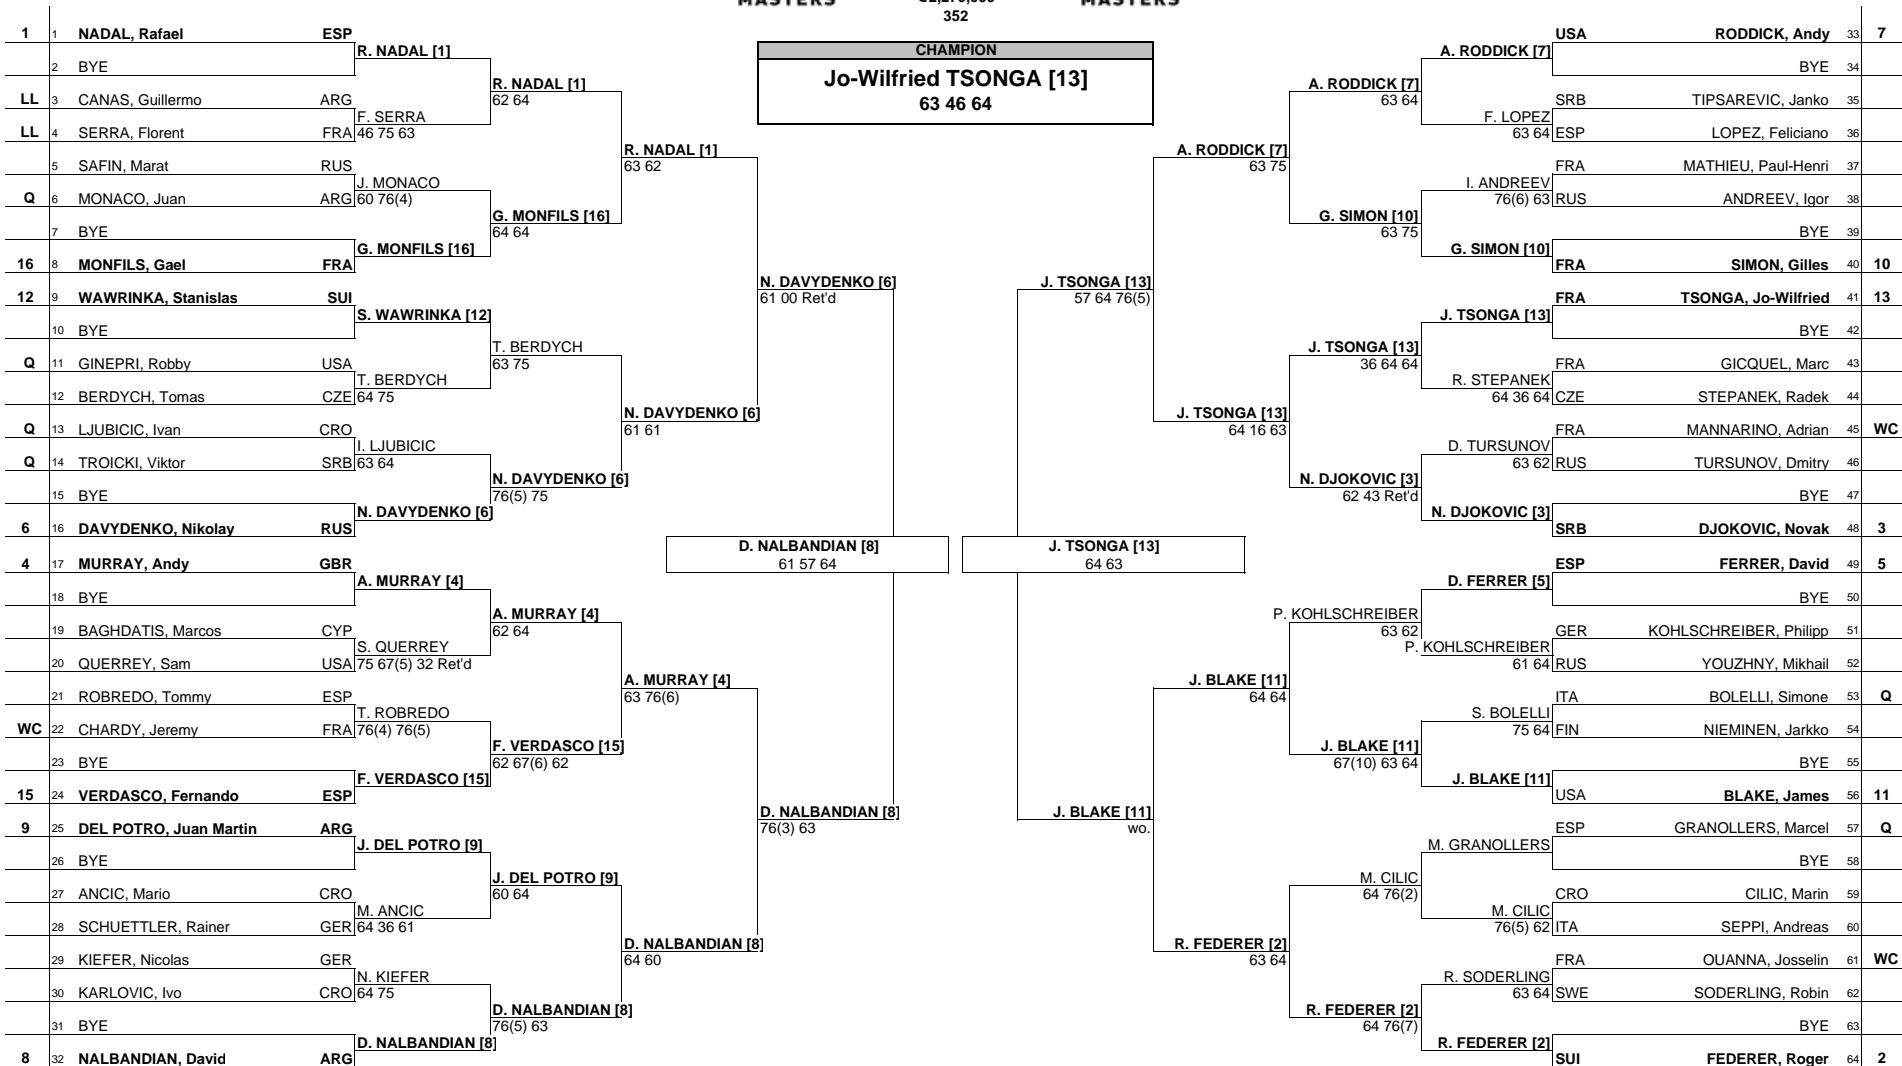 352
CHAMPION
Jo-Wilfried TSONGA [13]
63 46 64
1 1 NADAL, Rafael ESP
2 BYE
LL 3 CANAS, Guillermo ARG
LL 4 SERRA, Florent FRA
5 SAFIN, Marat RUS
Q 6 MONACO, Juan ARG
7 BYE
16 8 MONFILS, Gael FRA
12 9 WAWRINKA, Stanislas SUI
10 BYE
Q 11 GINEPRI, Robby USA
12 BERDYCH, Tomas CZE
Q 13 LJUBICIC, Ivan CRO
Q 14 TROICKI, Viktor SRB
15 BYE
6 16 DAVYDENKO, Nikolay RUS
4 17 MURRAY, Andy GBR
18 BYE
19 BAGHDATIS, Marcos CYP
20 QUERREY, Sam USA
21 ROBREDO, Tommy ESP
WC 22 CHARDY, Jeremy FRA
23 BYE
15 24 VERDASCO, Fernando ESP
9 25 DEL POTRO, Juan Martin ARG
26 BYE
27 ANCIC, Mario CRO
28 SCHUETTLER, Rainer GER
29 KIEFER, Nicolas GER
30 KARLOVIC, Ivo CRO
31 BYE
8 32 NALBANDIAN, David ARG
R. NADAL [1]
F. SERRA
46 75 63
J. MONACO
60 76(4)
G. MONFILS [16]
S. WAWRINKA [12]
T. BERDYCH
64 75
I. LJUBICIC
63 64
N. DAVYDENKO [6]
A. MURRAY [4]
S. QUERREY
75 67(5) 32 Ret'd
T. ROBREDO
76(4) 76(5)
F. VERDASCO [15]
J. DEL POTRO [9]
M. ANCIC
64 36 61
N. KIEFER
64 75
D. NALBANDIAN [8]
R. NADAL [1]
62 64
G. MONFILS [16]
64 64
T. BERDYCH
63 75
N. DAVYDENKO [6]
76(5) 75
A. MURRAY [4]
62 64
F. VERDASCO [15]
62 67(6) 62
J. DEL POTRO [9]
60 64
D. NALBANDIAN [8]
76(5) 63
R. NADAL [1]
63 62
N. DAVYDENKO [6]
61 61
A. MURRAY [4]
63 76(6)
D. NALBANDIAN [8]
64 60
N. DAVYDENKO [6]
61 00 Ret'd
D. NALBANDIAN [8]
76(3) 63
D. NALBANDIAN [8]
61 57 64
J. TSONGA [13]
64 63
J. TSONGA [13]
57 64 76(5)
J. BLAKE [11]
wo.
A. RODDICK [7]
63 75
J. TSONGA [13]
64 16 63
J. BLAKE [11]
64 64
R. FEDERER [2]
63 64
A. RODDICK [7]
63 64
G. SIMON [10]
63 75
J. TSONGA [13]
36 64 64
N. DJOKOVIC [3]
62 43 Ret'd
P. KOHLSCHREIBER
63 62
J. BLAKE [11]
67(10) 63 64
M. CILIC
64 76(2)
R. FEDERER [2]
64 76(7)
A. RODDICK [7]
F. LOPEZ
63 64
I. ANDREEV
76(6) 63
G. SIMON [10]
J. TSONGA [13]
R. STEPANEK
64 36 64
D. TURSUNOV
63 62
N. DJOKOVIC [3]
D. FERRER [5]
P. KOHLSCHREIBER
61 64
S. BOLELLI
75 64
J. BLAKE [11]
M. GRANOLLERS
M. CILIC
76(5) 62
R. SODERLING
63 64
R. FEDERER [2]
USA RODDICK, Andy 33 7
BYE 34
SRB TIPSAREVIC, Janko 35
ESP LOPEZ, Feliciano 36
FRA MATHIEU, Paul-Henri 37
RUS ANDREEV, Igor 38
BYE 39
FRA SIMON, Gilles 40 10
FRA TSONGA, Jo-Wilfried 41 13
BYE 42
FRA GICQUEL, Marc 43
CZE STEPANEK, Radek 44
FRA MANNARINO, Adrian 45 WC
RUS TURSUNOV, Dmitry 46
BYE 47
SRB DJOKOVIC, Novak 48 3
ESP FERRER, David 49 5
BYE 50
GER KOHLSCHREIBER, Philipp 51
RUS YOUZHNY, Mikhail 52
ITA BOLELLI, Simone 53 Q
FIN NIEMINEN, Jarkko 54
BYE 55
USA BLAKE, James 56 11
ESP GRANOLLERS, Marcel 57 Q
BYE 58
CRO CILIC, Marin 59
ITA SEPPI, Andreas 60
FRA OUANNA, Josselin 61 WC
SWE SODERLING, Robin 62
BYE 63
SUI FEDERER, Roger 64 2